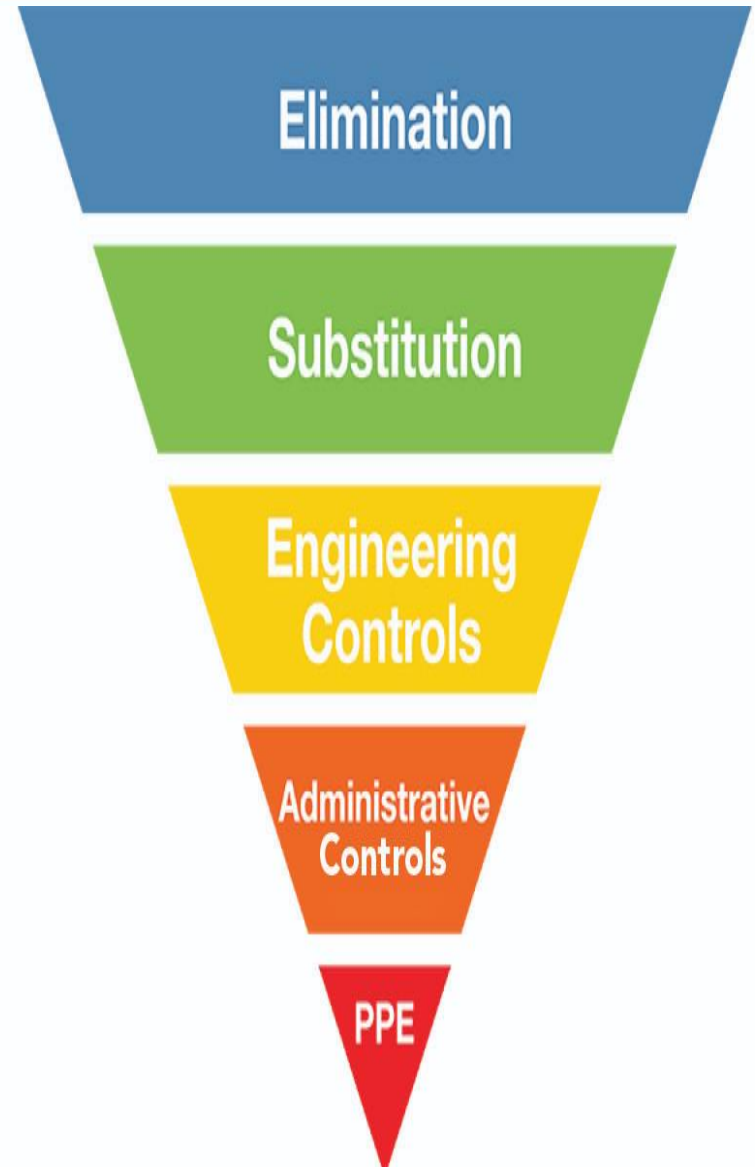 Elimination
Substitution
Engineering
Controls
Administrative
Controls
PPE